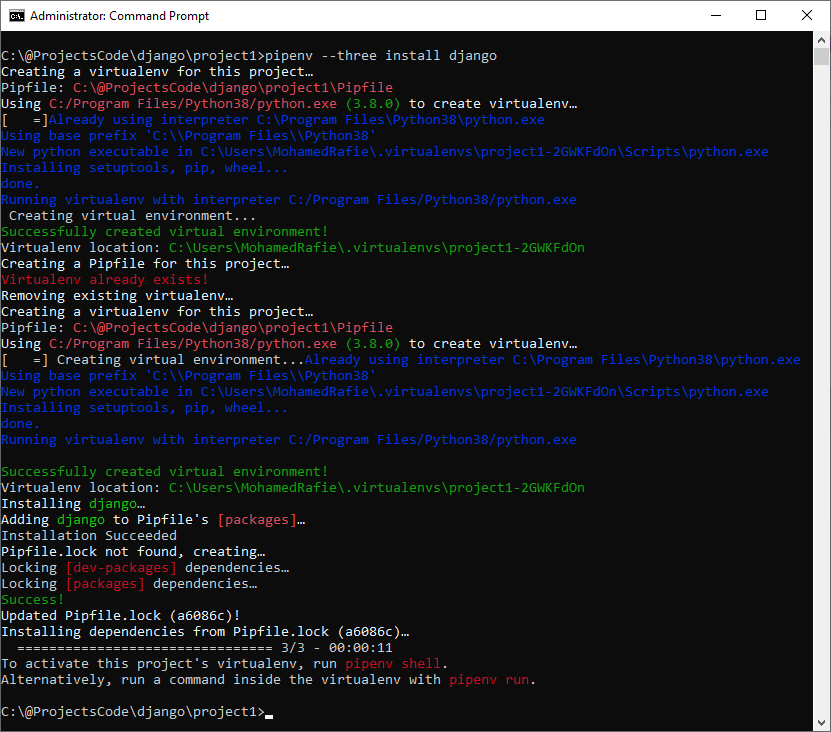 Administrator: Command Prompt
C:\@ProjectsCode\django\project1>pipenv --three install django
Creating a virtualenv for this project…
Pipfile: C:\@ProjectsCode\django\project1\Pipfile
Using C:/Program Files/Python38/python.exe (3.8.0) to create virtualenv…
[   =]Already using interpreter C:\Program Files\Python38\python.exe
Using base prefix 'C:\\Program Files\\Python38'
New python executable in C:\Users\MohamedRafie\.virtualenvs\project1-2GWKFdOn\Scripts\python.exe
Installing setuptools, pip, wheel...
done.
Running virtualenv with interpreter C:/Program Files/Python38/python.exe
Creating virtual environment...
Successfully created virtual environment!
Virtualenv location: C:\Users\MohamedRafie\.virtualenvs\project1-2GWKFdOn
Creating a Pipfile for this project…
Virtualenv already exists!
Removing existing virtualenv…
Creating a virtualenv for this project…
Pipfile: C:\@ProjectsCode\django\project1\Pipfile
Using C:/Program Files/Python38/python.exe (3.8.0) to create virtualenv…
[   =] Creating virtual environment...Already using interpreter C:\Program Files\Python38\python.exe
Using base prefix 'C:\\Program Files\\Python38'
New python executable in C:\Users\MohamedRafie\.virtualenvs\project1-2GWKFdOn\Scripts\python.exe
Installing setuptools, pip, wheel...
done.
Running virtualenv with interpreter C:/Program Files/Python38/python.exe
Successfully created virtual environment!
Virtualenv location: C:\Users\MohamedRafie\.virtualenvs\project1-2GWKFdOn
Installing django…
Adding django to Pipfile's [packages]…
Installation Succeeded
Pipfile.lock not found, creating…
Locking [dev-packages] dependencies…
Locking [packages] dependencies…
Success!
Updated Pipfile.lock (a6086c)!
Installing dependencies from Pipfile.lock (a6086c)…
================================ 3/3 - 00:00:11
To activate this project's virtualenv, run pipenv shell.
Alternatively, run a command inside the virtualenv with pipenv run.
C:\@ProjectsCode\django\project1>